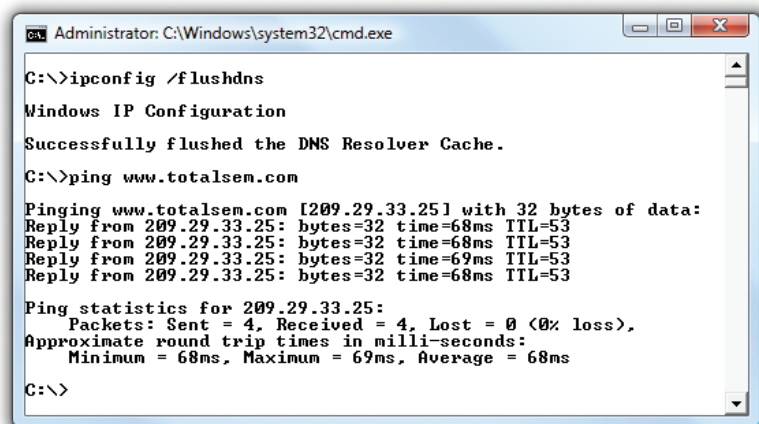 Administrator: C:\Windows\system32\cmd.exe
C:\>ipconfig /flushdns
Windows IP Configuration
Successfully flushed the DNS Resolver Cache.
C:\>ping www.totalsem.com
Pinging www.totalsem.com [209.29.33.25] with 32 bytes of data:
Reply from 209.29.33.25: bytes=32 time=68ms TTL=53
Reply from 209.29.33.25: bytes=32 time=68ms TTL=53
Reply from 209.29.33.25: bytes=32 time=69ms TTL=53
Reply from 209.29.33.25: bytes=32 time=68ms TTL=53
Ping statistics for 209.29.33.25:
    Packets: Sent = 4, Received = 4, Lost = 0 (0% loss),
Approximate round trip times in milli-seconds:
    Minimum = 68ms, Maximum = 69ms, Average = 68ms
C:\>